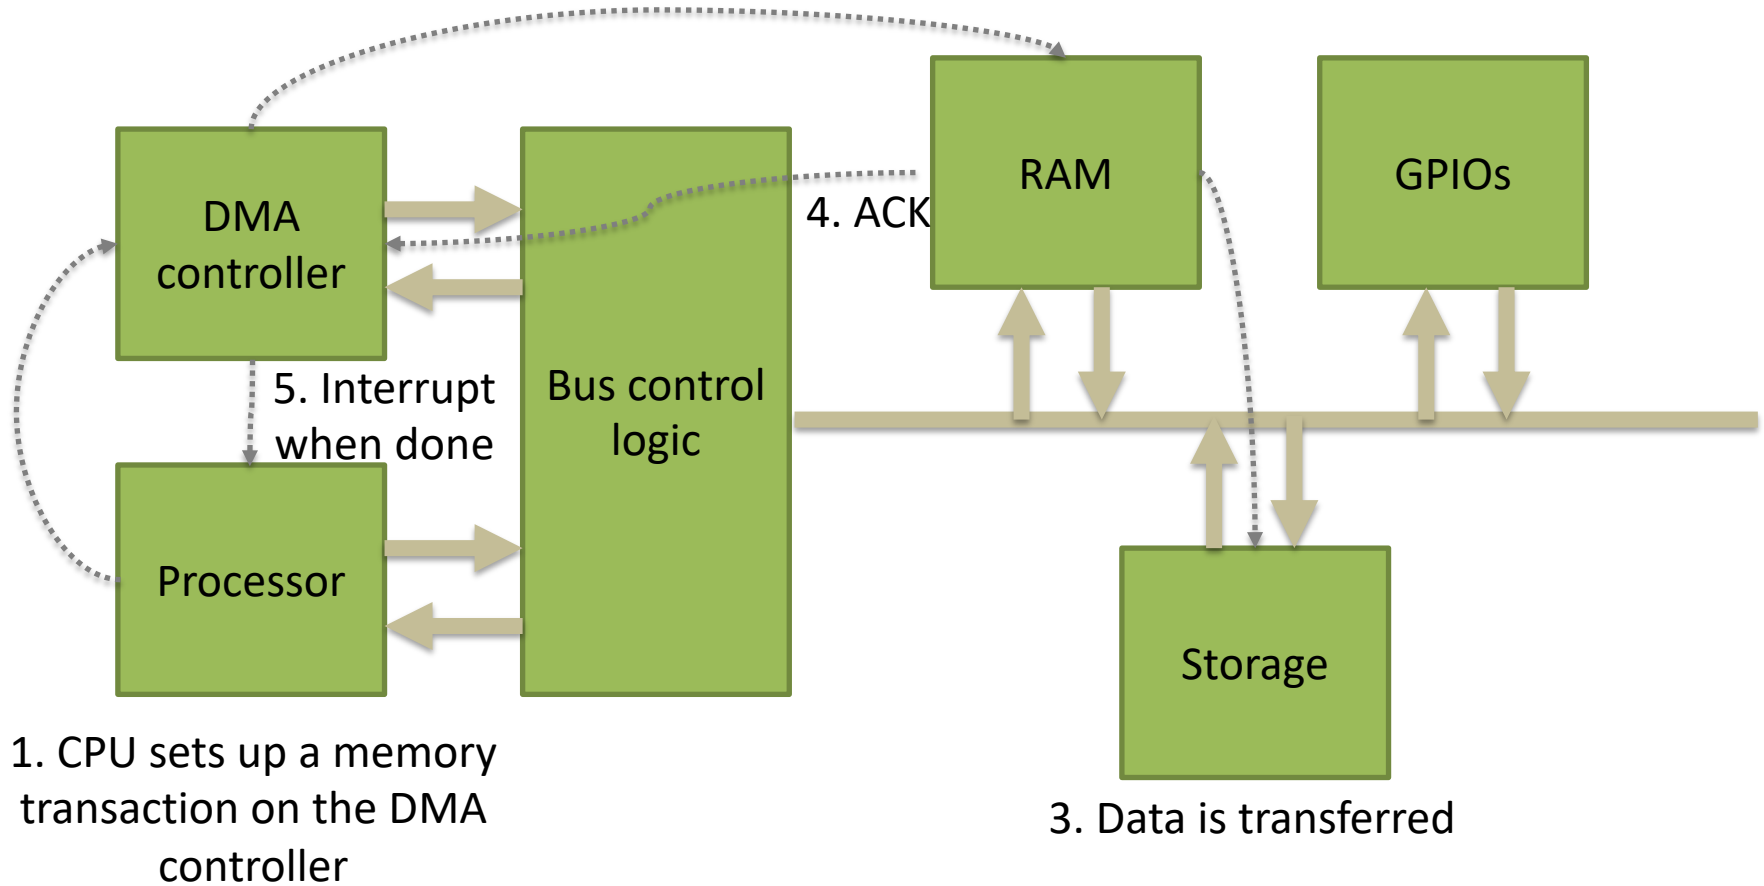 DMA
controller
RAM
GPIOs
4. ACK
5. Interrupt
when done
Bus control
logic
Processor
Storage
1. CPU sets up a memory
transaction on the DMA
controller
3. Data is transferred